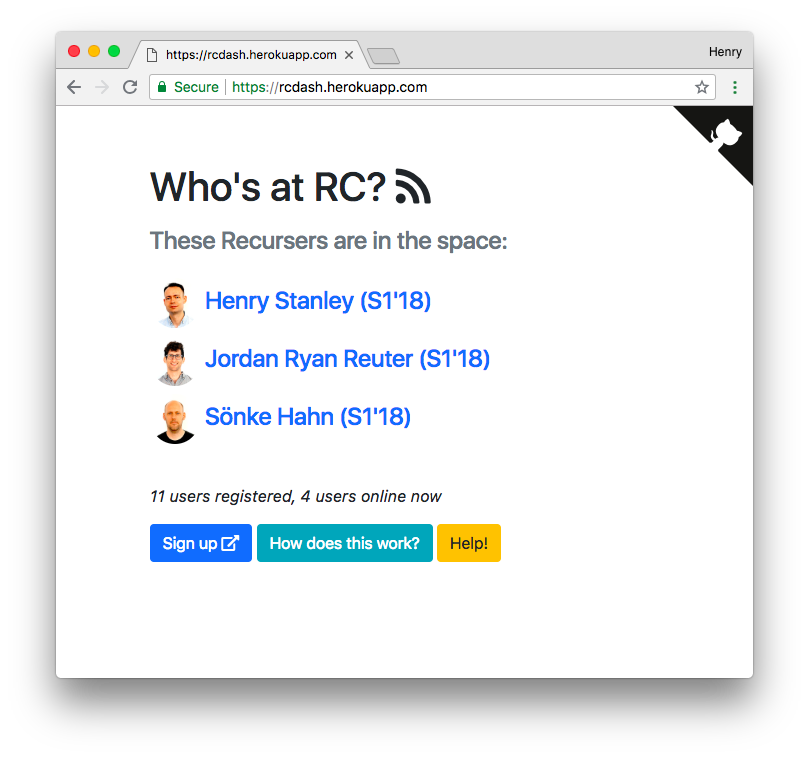 https://rcdash.herokuapp.com
Henry
Secure
https://rcdash.herokuapp.com
Who's at RC?
These Recursers are in the space:
Henry Stanley (S1'18)
Jordan Ryan Reuter (S1'18)
Sönke Hahn (S1'18)
11 users registered, 4 users online now
Sign up
How does this work?
Help!